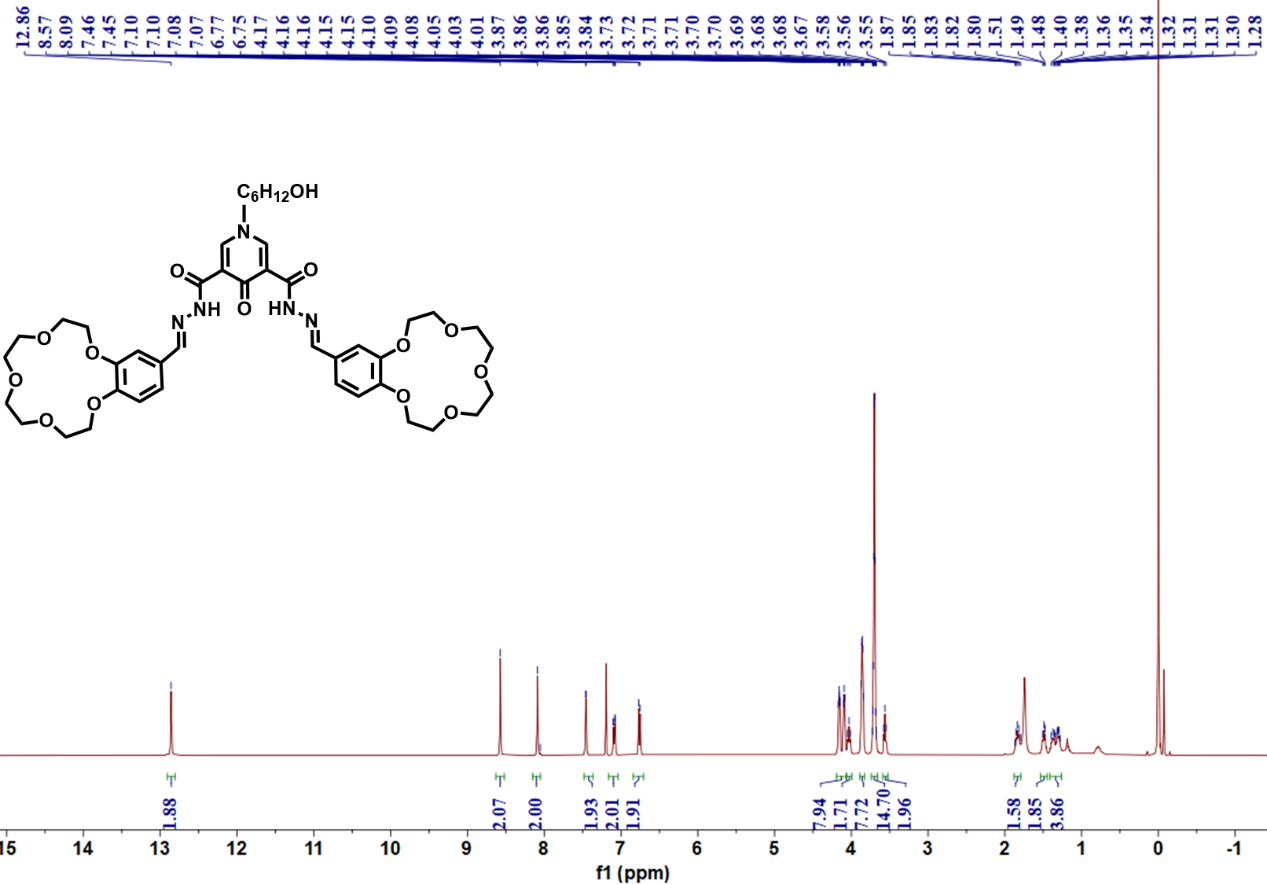 12.86 8.57 8.09 7.46 7.45 7.10 7.10 7.08 7.07 6.77 6.75 4.17 4.16 4.16 4.15 4.15 4.10 4.09 4.08 4.05 4.03 4.01 3.87 3.86 3.86 3.85 3.84 3.73 3.72 3.71 3.71 3.70 3.70 3.69 3.68 3.68 3.67 3.58 3.56 3.55 1.87 1.85 1.83 1.82 1.80 1.51 1.49 1.48 1.40 1.38 1.36 1.35 1.34 1.32 1.31 1.31 1.30 1.28
C6H12OH
N
O O
O
NH HN
N N
O O
O O
O O
O O
O O
1.88 2.07 2.00 1.93 2.01 1.91 7.94 1.71 7.72 14.70 1.96 1.58 1.85 3.86
15 14 13 12 11 10 9 8 7 6 5 4 3 2 1 0 -1
f1 (ppm)